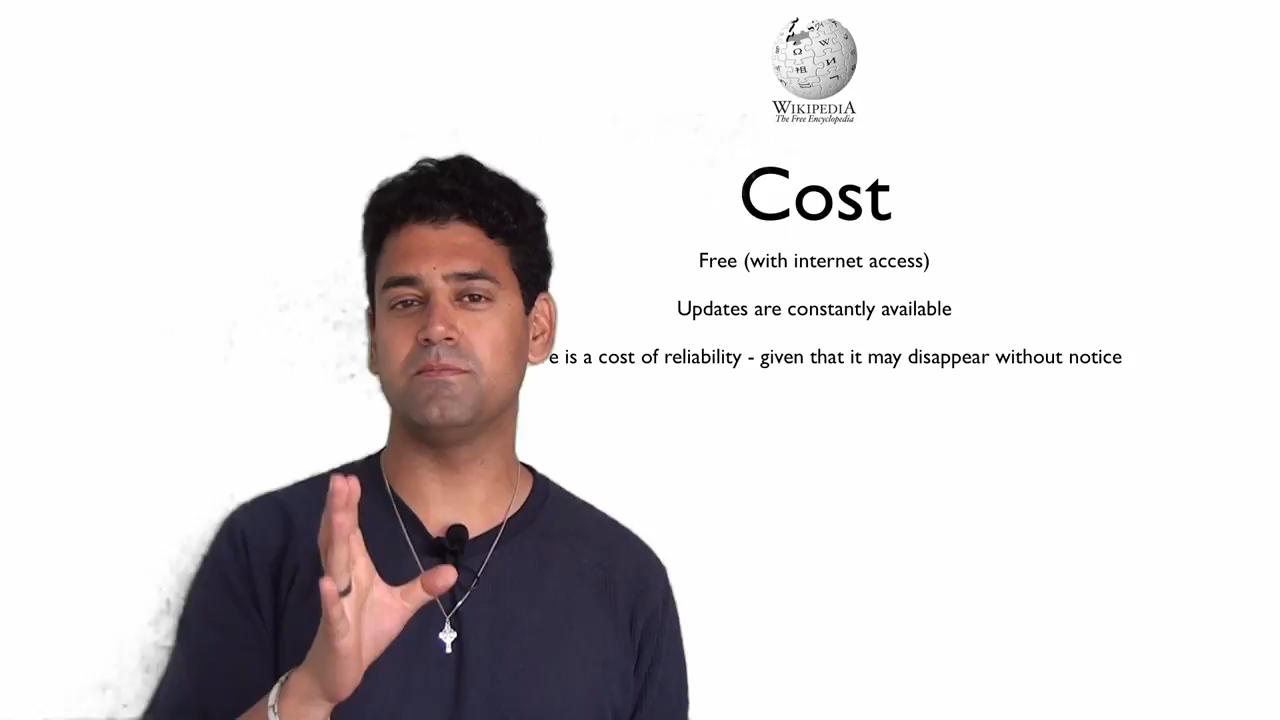 WIKIPEDIA
The Free Encyclopedia
Cost
Free (with internet access)
Updates are constantly available
e is a cost of reliability - given that it may disappear without notice